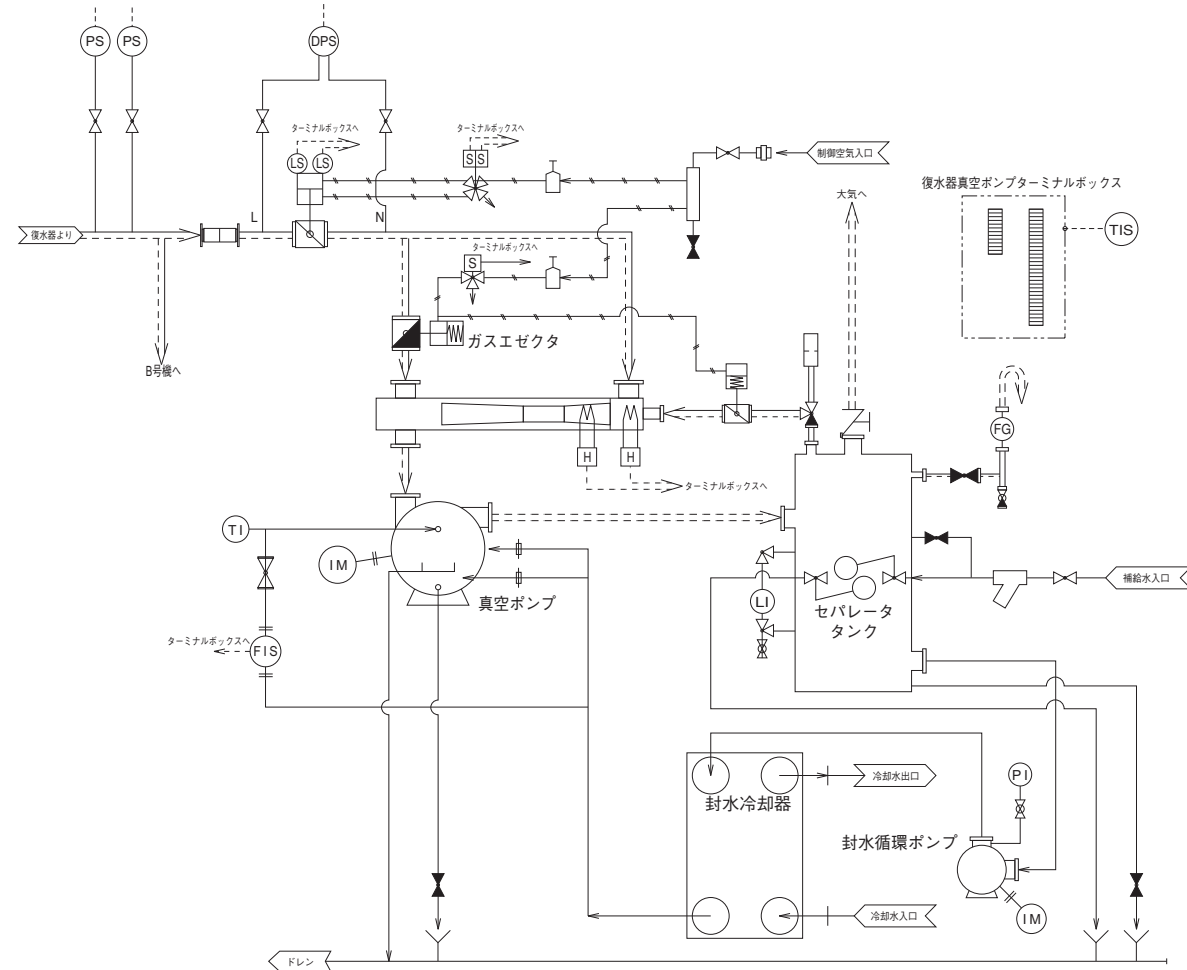 PS
PS
DPS
ターミナルボックスへ
ターミナルボックスへ
LS
LS
S
S
制御空気入口
大気へ
復水器真空ポンプターミナルボックス
TIS
L
N
復水器より
ターミナルボックスへ
S
ガスエゼクタ
B号機へ
FG
H
H
ターミナルボックスへ
TI
IM
真空ポンプ
LI
セパレータ
タンク
補給水入口
ターミナルボックスへ
FIS
冷却水出口
PI
封水冷却器
封水循環ポンプ
冷却水入口
IM
ドレン